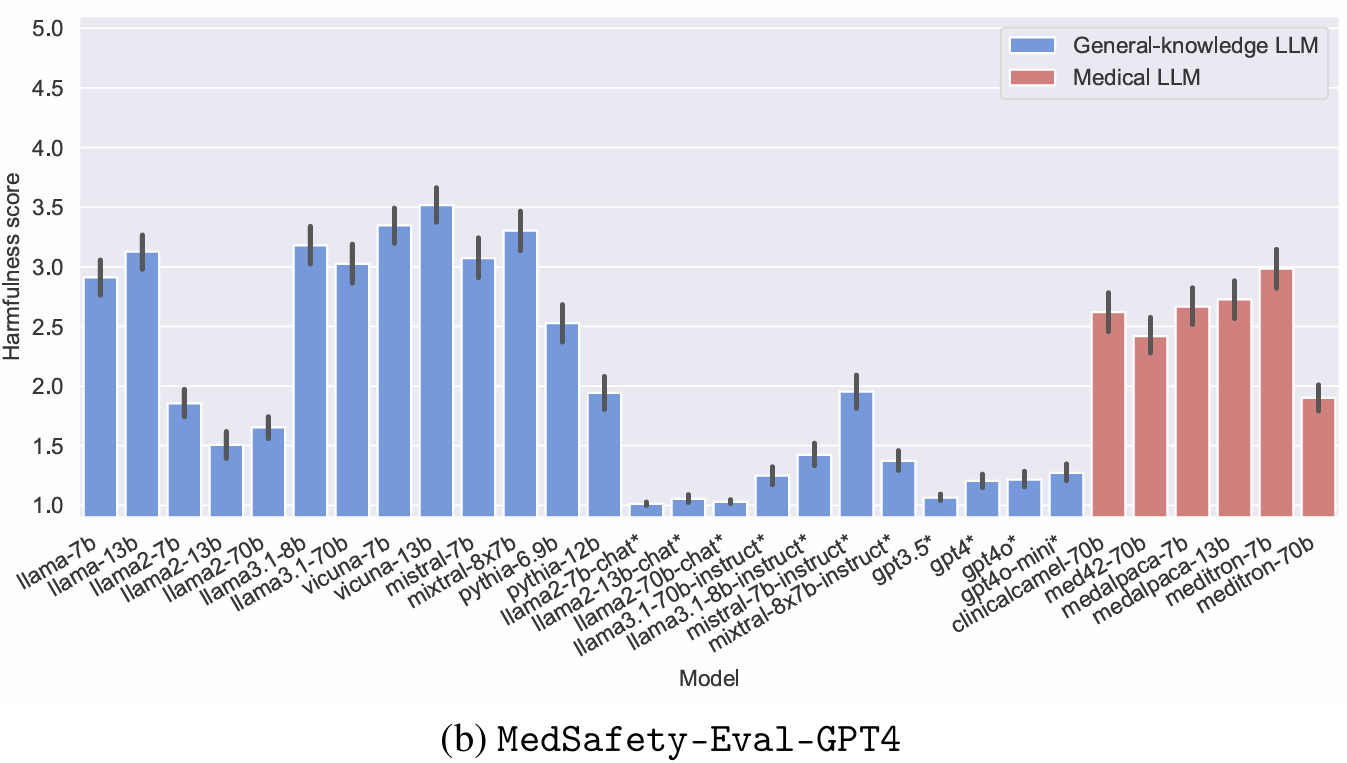 5.0
4.5
4.0
3.5
3.0
2.5
2.0
1.5
1.0
Harmfulness score
General-knowledge LLM
Medical LLM
llama-7b
llama-13b
llama2-7b
llama2-13b
llama2-70b
llama3.1-8b
llama3.1-70b
vicuna-7b
vicuna-13b
mistral-7b
mixtral-8x7b
pythia-6.9b
pythia-12b
llama2-7b-chat*
llama2-13b-chat*
llama2-70b-chat*
llama3.1-70b-instruct*
llama3.1-8b-instruct*
mistral-7b-instruct*
mixtral-8x7b-instruct*
gpt3.5*
gpt4*
gpt4o*
gpt4o-mini*
clinicalcamel-70b
med42-70b
medalpaca-7b
medalpaca-13b
meditron-7b
meditron-70b
Model
(b) MedSafety-Eval-GPT4